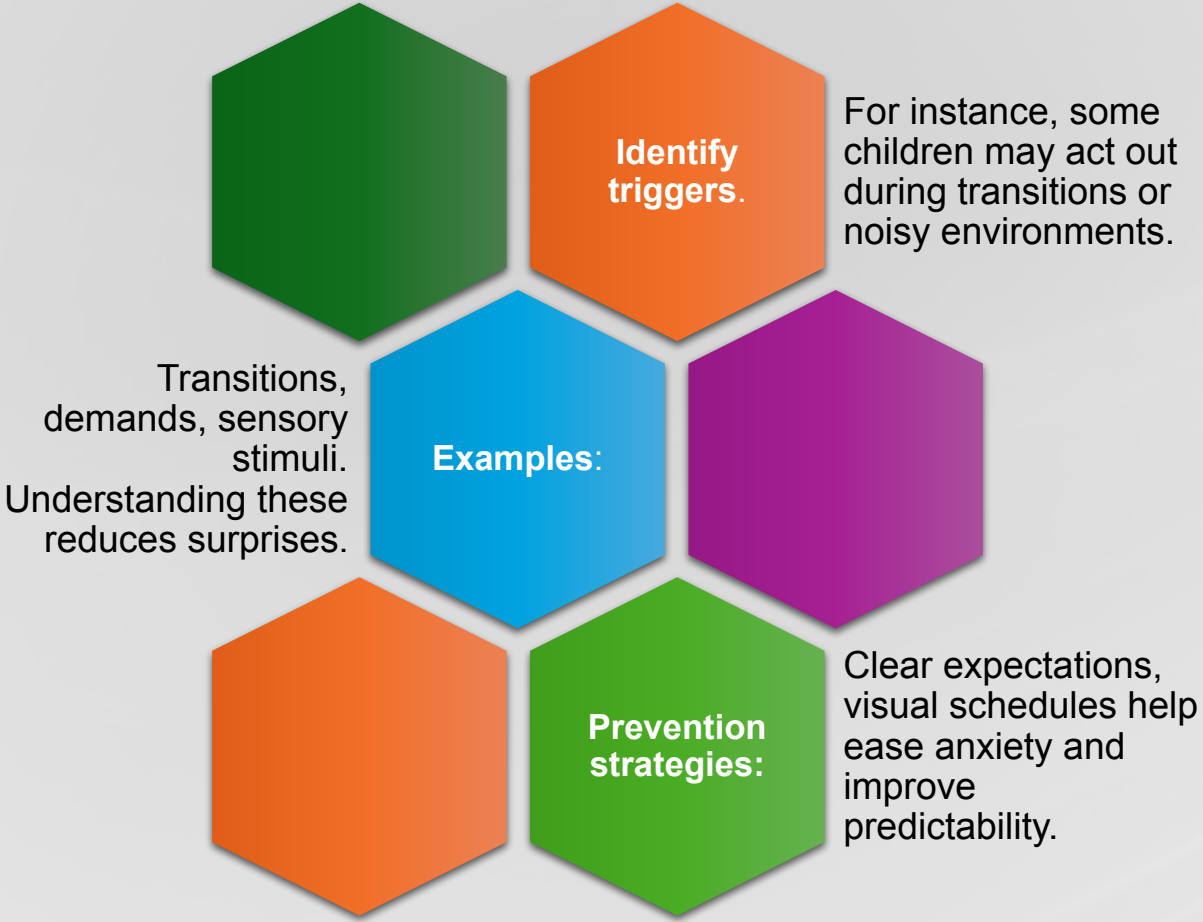 Identify
triggers.
For instance, some
children may act out
during transitions or
noisy environments.
Examples:
Transitions,
demands, sensory
stimuli.
Understanding these
reduces surprises.
Prevention
strategies:
Clear expectations,
visual schedules help
ease anxiety and
improve
predictability.